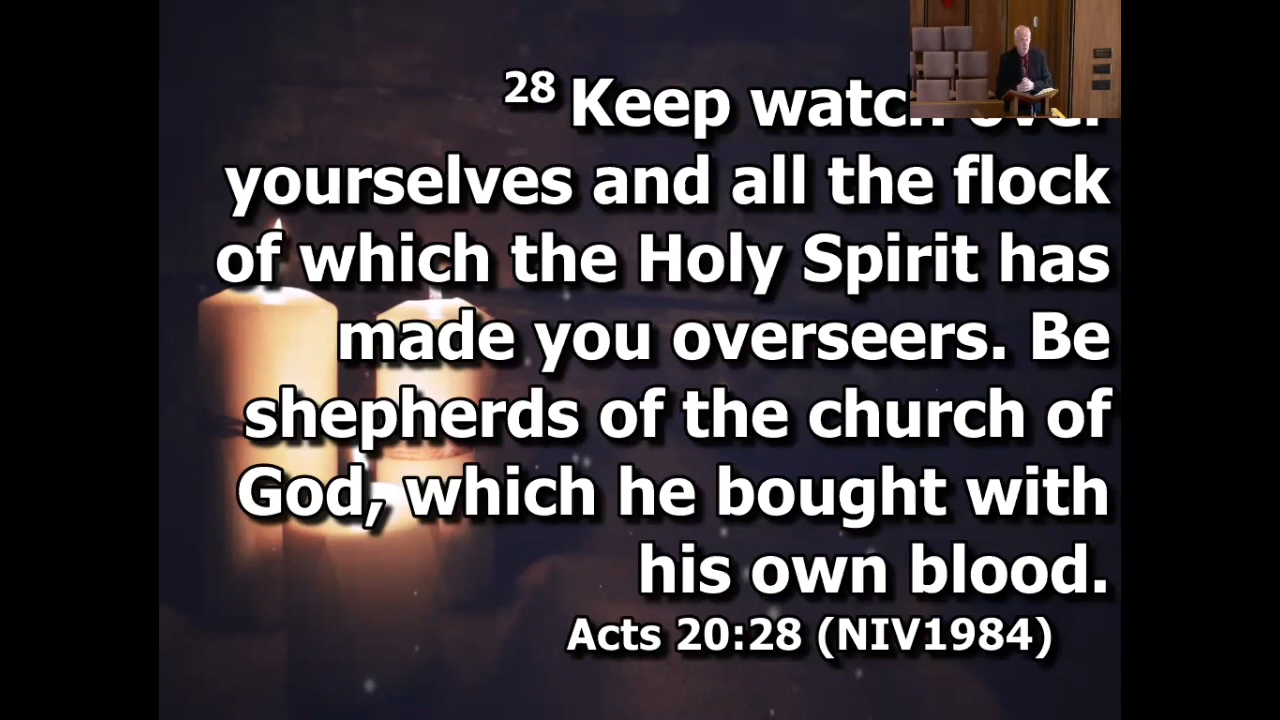 28 Keep watch over
yourselves and all the flock
of which the Holy Spirit has
made you overseers. Be
shepherds of the church of
God, which he bought with
his own blood.
Acts 20:28 (NIV1984)